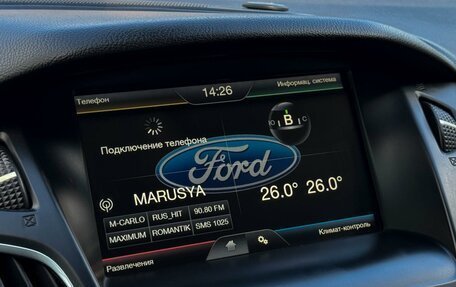 Телефон
14:26
Информац. система
Ю В С
Подключение телефона
Ford
MARUSYA
26.0° 26.0°
M-CARLO RUS_HIT 90.80 FM
MAXIMUM ROMANTIK SMS 1025
Развлечения
Климат-контроль